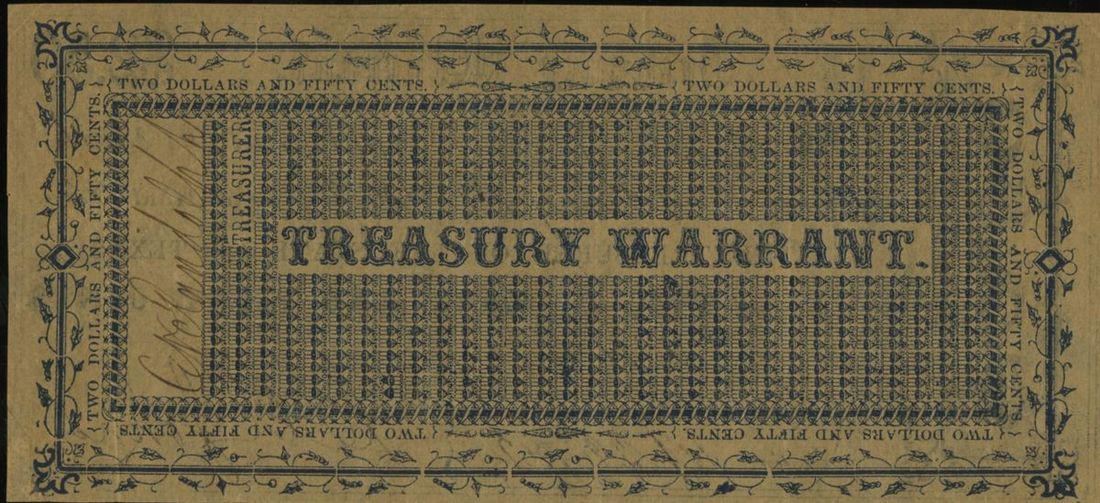 TWO DOLLARS AND FIFTY CENTS.
TWO DOLLARS AND FIFTY CENTS.
TWO DOLLARS AND FIFTY CENTS.
C H Randolph
TREASURER
TREASURY WARRANT.
TWO DOLLARS AND FIFTY CENTS
TWO DOLLARS AND FIFTY CENTS
TWO DOLLARS AND FIFTY CENTS.